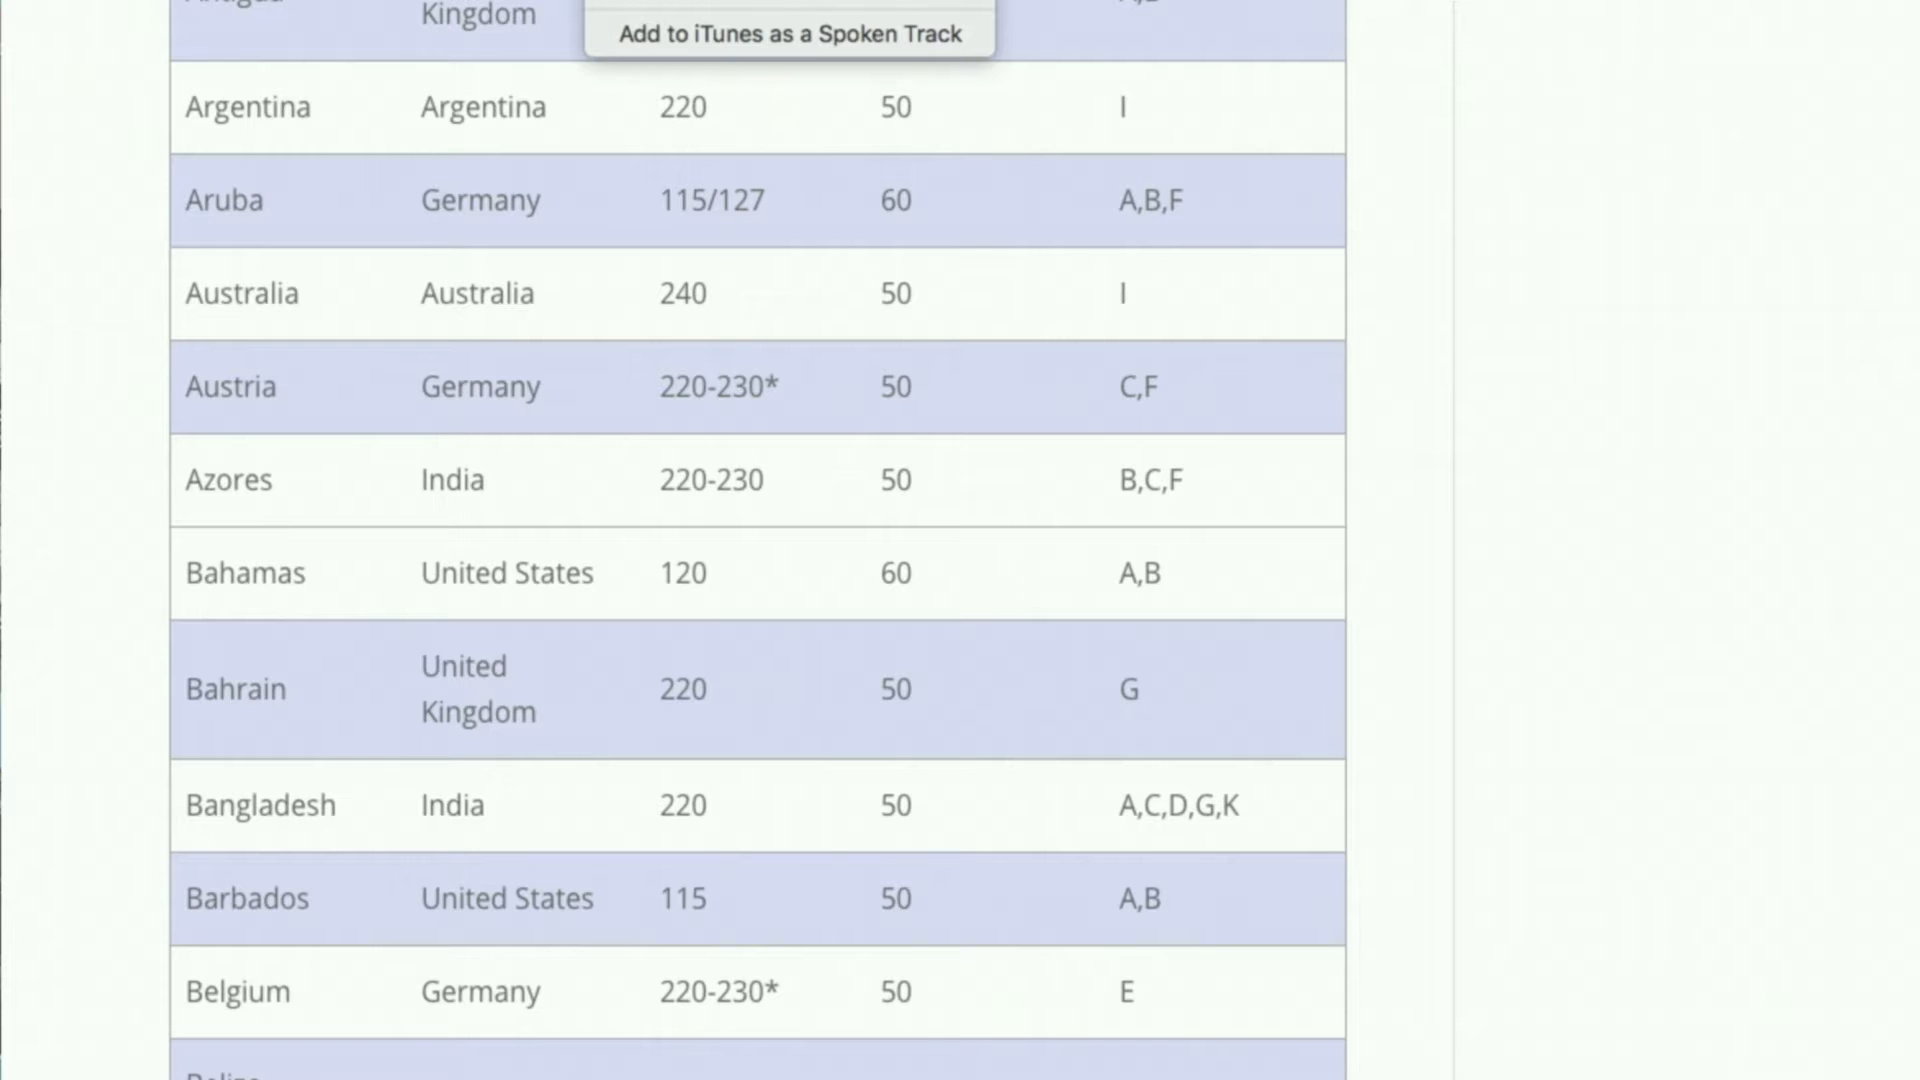 Kingdom
Add to iTunes as a Spoken Track
Argentina Argentina 220 50 I
Aruba Germany 115/127 60 A,B,F
Australia Australia 240 50 I
Austria Germany 220-230* 50 C,F
Azores India 220-230 50 B,C,F
Bahamas United States 120 60 A,B
Bahrain United Kingdom 220 50 G
Bangladesh India 220 50 A,C,D,G,K
Barbados United States 115 50 A,B
Belgium Germany 220-230* 50 E